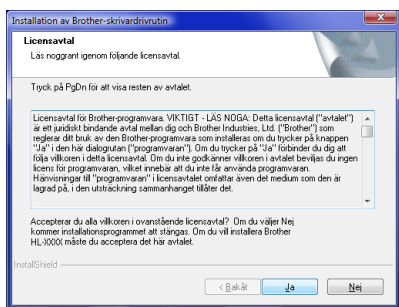 Installation av Brother-skrivardrivrutin
Licensavtal
Läs noggrant igenom följande licensavtal.
Tryck på PgDn för att visa resten av avtalet.
Licensavtal för Brother-programvara. VIKTIGT - LÄS NOGA: Detta licensavtal ("avtalet")
är ett juridiskt bindande avtal mellan dig och Brother Industries, Ltd. ("Brother") som
reglerar ditt bruk av den Brother-programvara som installeras om du trycker på knappen
"Ja" i den här dialogrutan ("programvaran"). Om du trycker på "Ja" förbinder du dig att
följa villkoren i detta licensavtal. Om du inte godkänner villkoren i avtalet beviljas du ingen
licens för programvaran, vilket innebär att du inte får använda programvaran.
Hänvisningar till "programvaran" i licensavtalet omfattar även det medium som den är
lagrad på, i den utsträckning sammanhanget tillåter det.
Accepterar du alla villkoren i ovanstående licensavtal? Om du väljer Nej
kommer installationsprogrammet att stängas. Om du vill installera Brother
HL-XXXX måste du acceptera det här avtalet.
InstallShield
< Bakåt
Ja
Nej